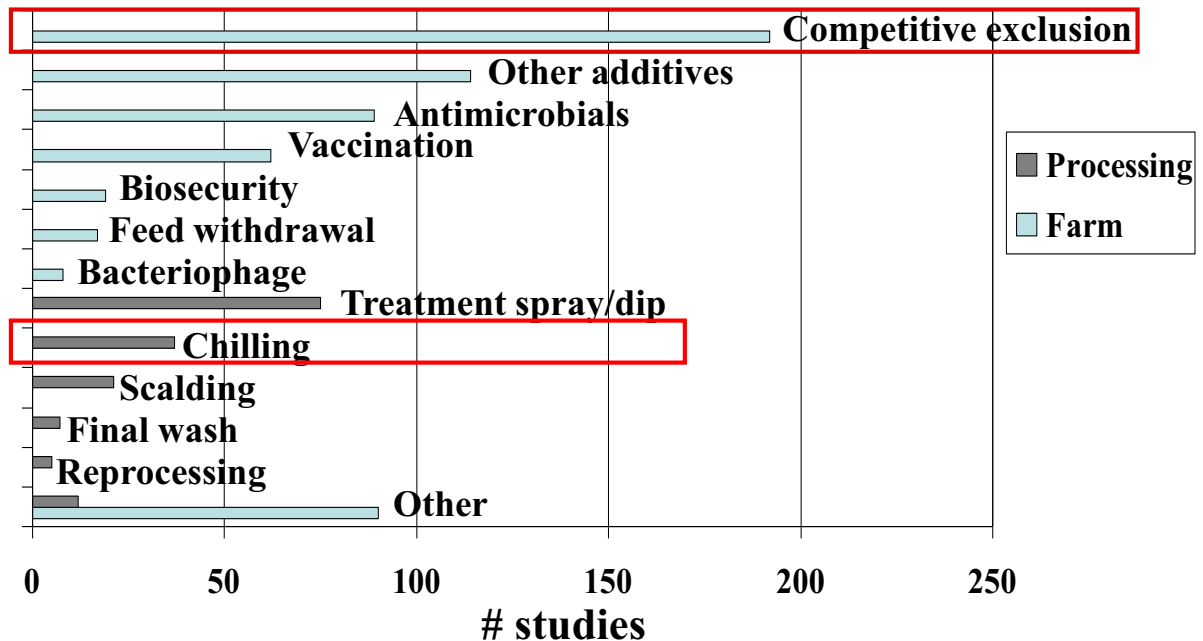 Competitive exclusion
Other additives
Antimicrobials
Vaccination
Biosecurity
Feed withdrawal
Bacteriophage
Treatment spray/dip
Chilling
Scalding
Final wash
Reprocessing
Other
Processing
Farm
0 50 100 150 200 250
# studies